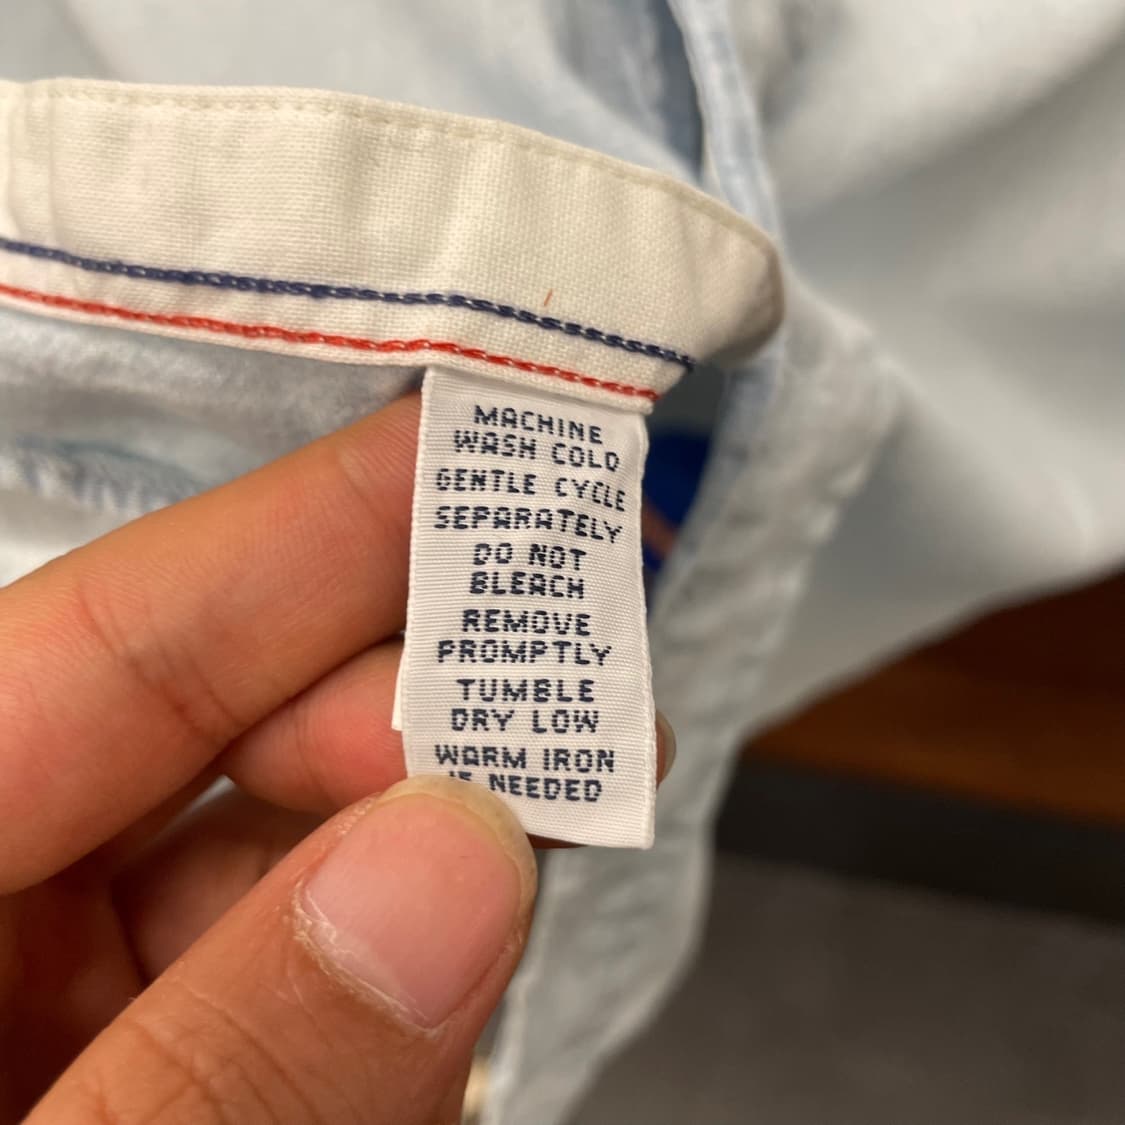 MACHINE
WASH COLD
GENTLE CYCLE
SEPARATELY
DO NOT
BLEACH
REMOVE
PROMPTLY
TUMBLE
DRY LOW
WARM IRON
IF NEEDED